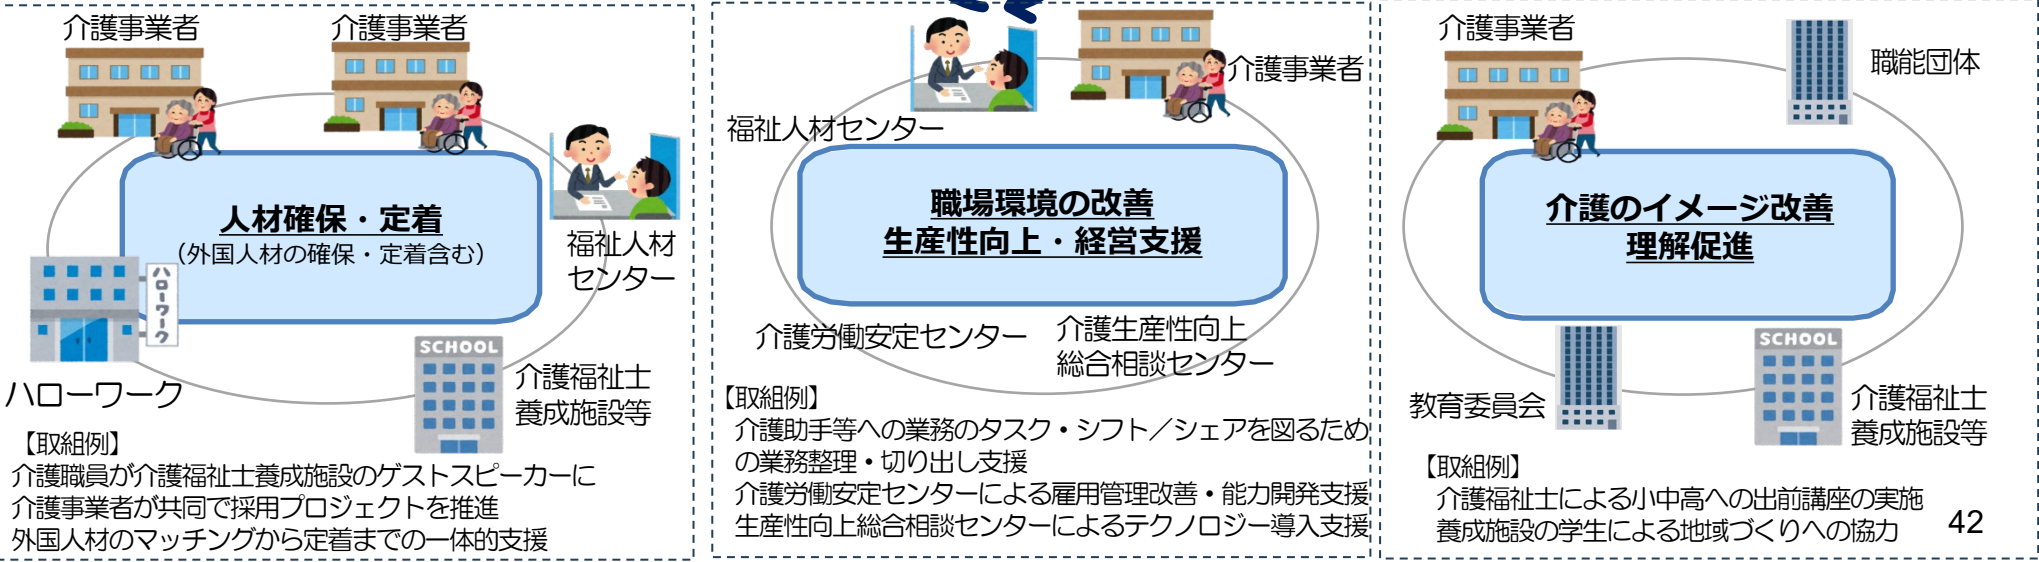 介護事業者
介護事業者
人材確保・定着
（外国人材の確保・定着含む）
福祉人材
センター
ハローワーク
ハローワーク
SCHOOL
介護福祉士
養成施設等
【取組例】
介護職員が介護福祉士養成施設のゲストスピーカーに
介護事業者が共同で採用プロジェクトを推進
外国人材のマッチングから定着までの一体的支援
介護事業者
福祉人材センター
職場環境の改善
生産性向上・経営支援
介護労働安定センター
介護生産性向上
総合相談センター
【取組例】
介護助手等への業務のタスク・シフト／シェアを図るため
の業務整理・切り出し支援
介護労働安定センターによる雇用管理改善・能力開発支援
生産性向上総合相談センターによるテクノロジー導入支援
介護事業者
職能団体
介護のイメージ改善
理解促進
教育委員会
SCHOOL
介護福祉士
養成施設等
【取組例】
介護福祉士による小中高への出前講座の実施
養成施設の学生による地域づくりへの協力
42